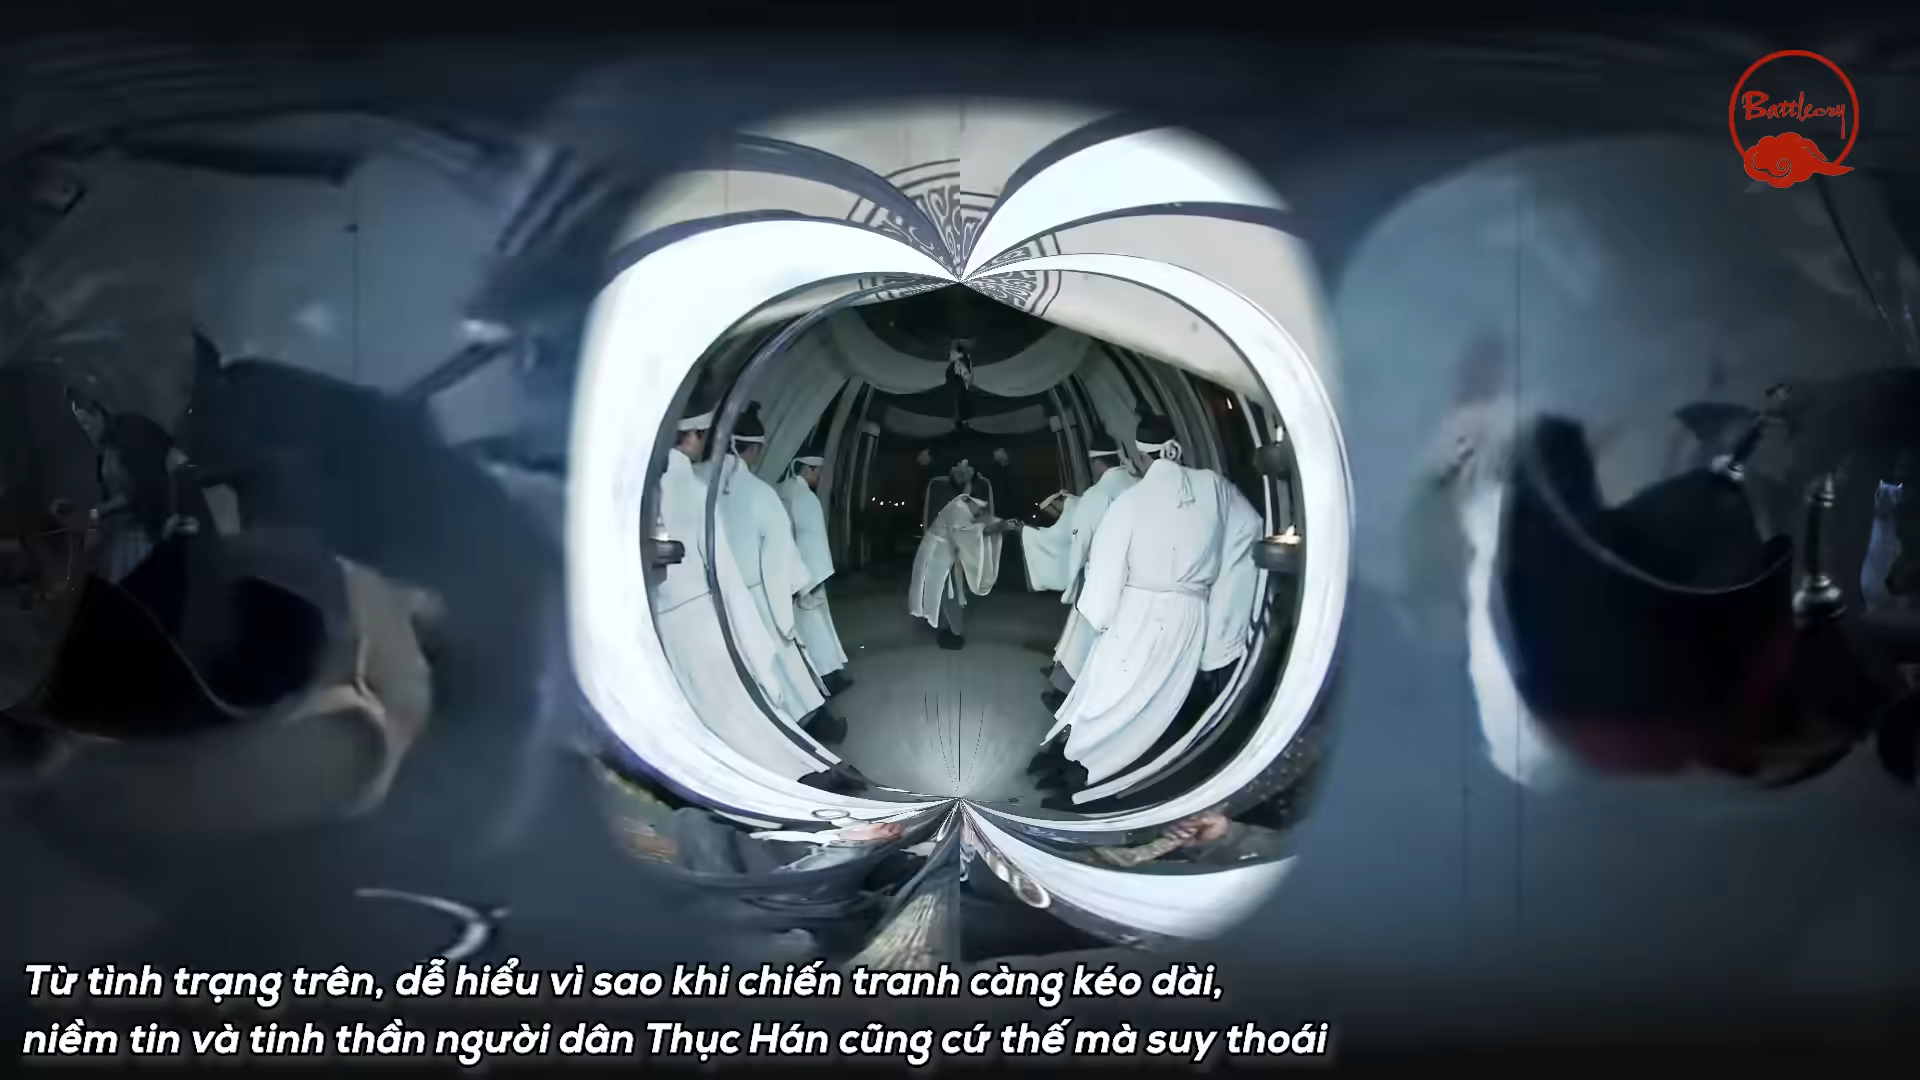 Battlecry
Từ tình trạng trên, dễ hiểu vì sao khi chiến tranh càng kéo dài,
niềm tin và tinh thần người dân Thục Hán cũng cứ thế mà suy thoái